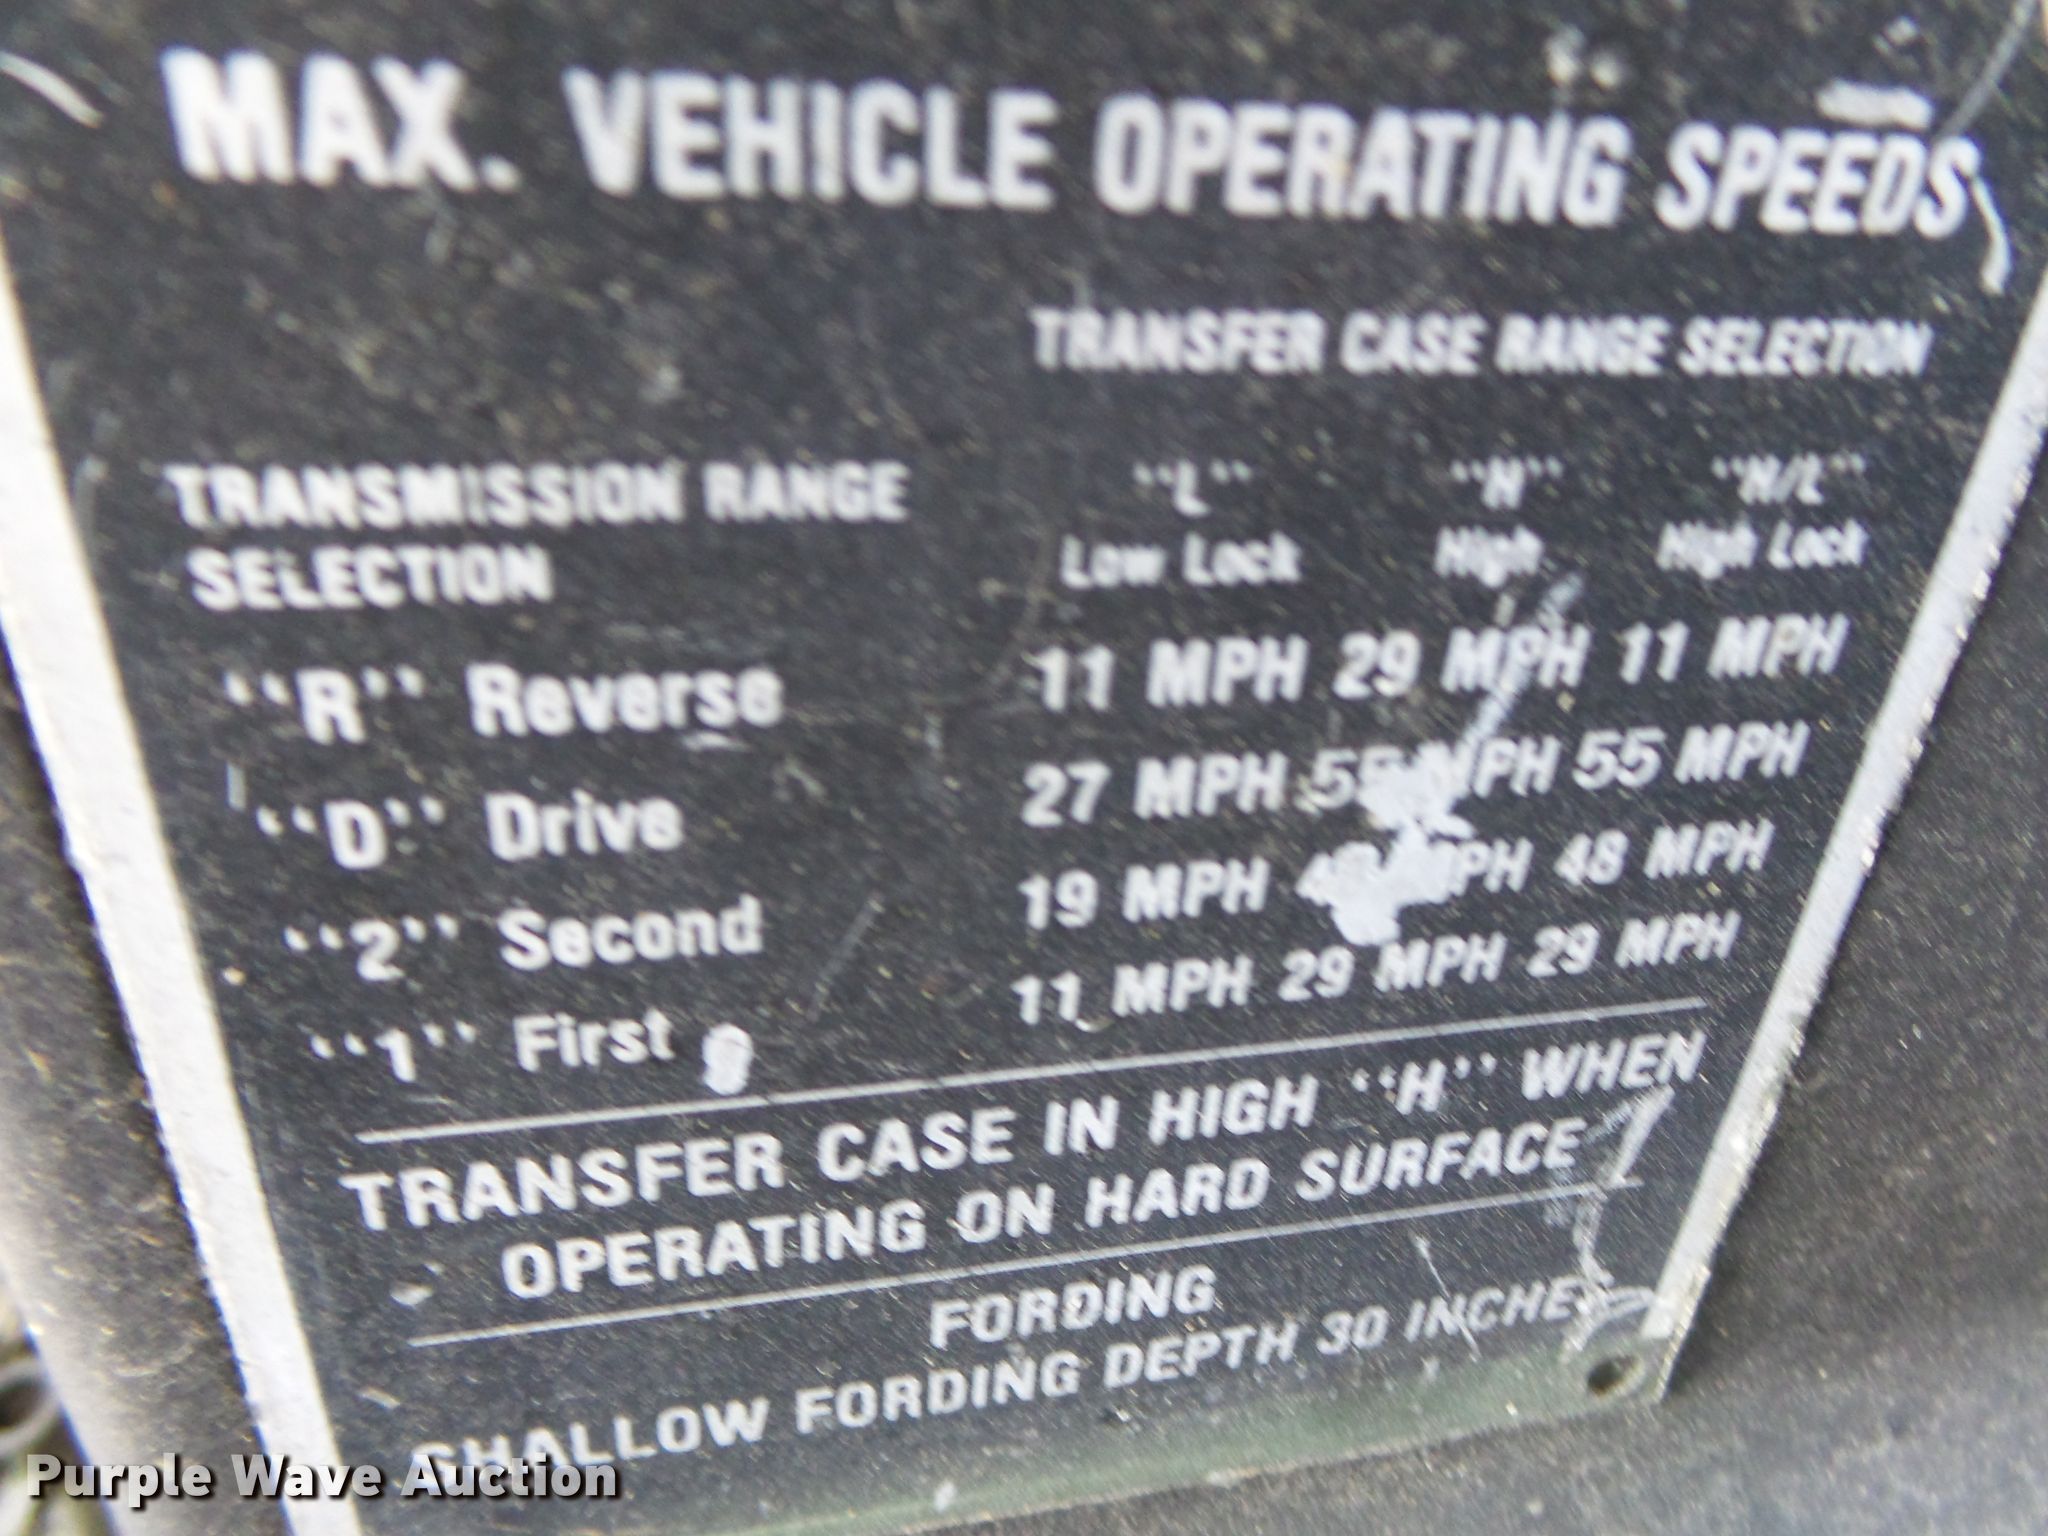 MAX. VEHICLE OPERATING SPEEDS
TRANSFER CASE RANGE SELECTION
TRANSMISSION RANGE "L" "H" "H/L"
SELECTION Low Lock High High Lock
"R" Reverse 11 MPH 29 MPH 11 MPH
"D" Drive 27 MPH 55 MPH 55 MPH
"2" Second 19 MPH MPH 48 MPH
"1" First 11 MPH 29 MPH 29 MPH
TRANSFER CASE IN HIGH "H" WHEN
OPERATING ON HARD SURFACE
FORDING
SHALLOW FORDING DEPTH 30 INCHES
Purple Wave Auction